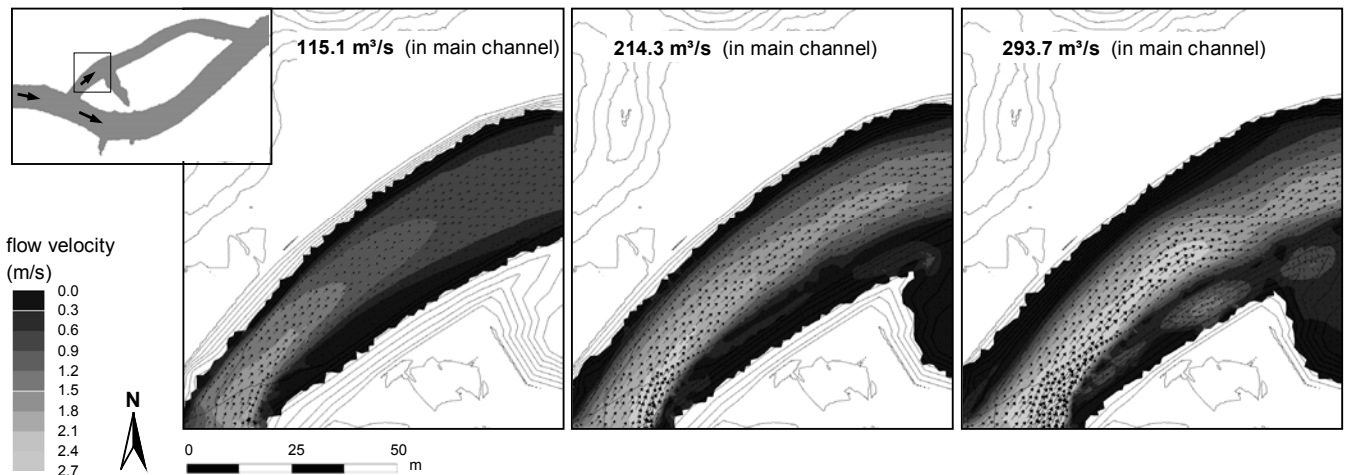 115.1 m³/s (in main channel)
214.3 m³/s (in main channel)
293.7 m³/s (in main channel)
flow velocity
(m/s)
0.0
0.3
0.6
0.9
1.2
1.5
1.8
2.1
2.4
2.7
N
0 25 50
m